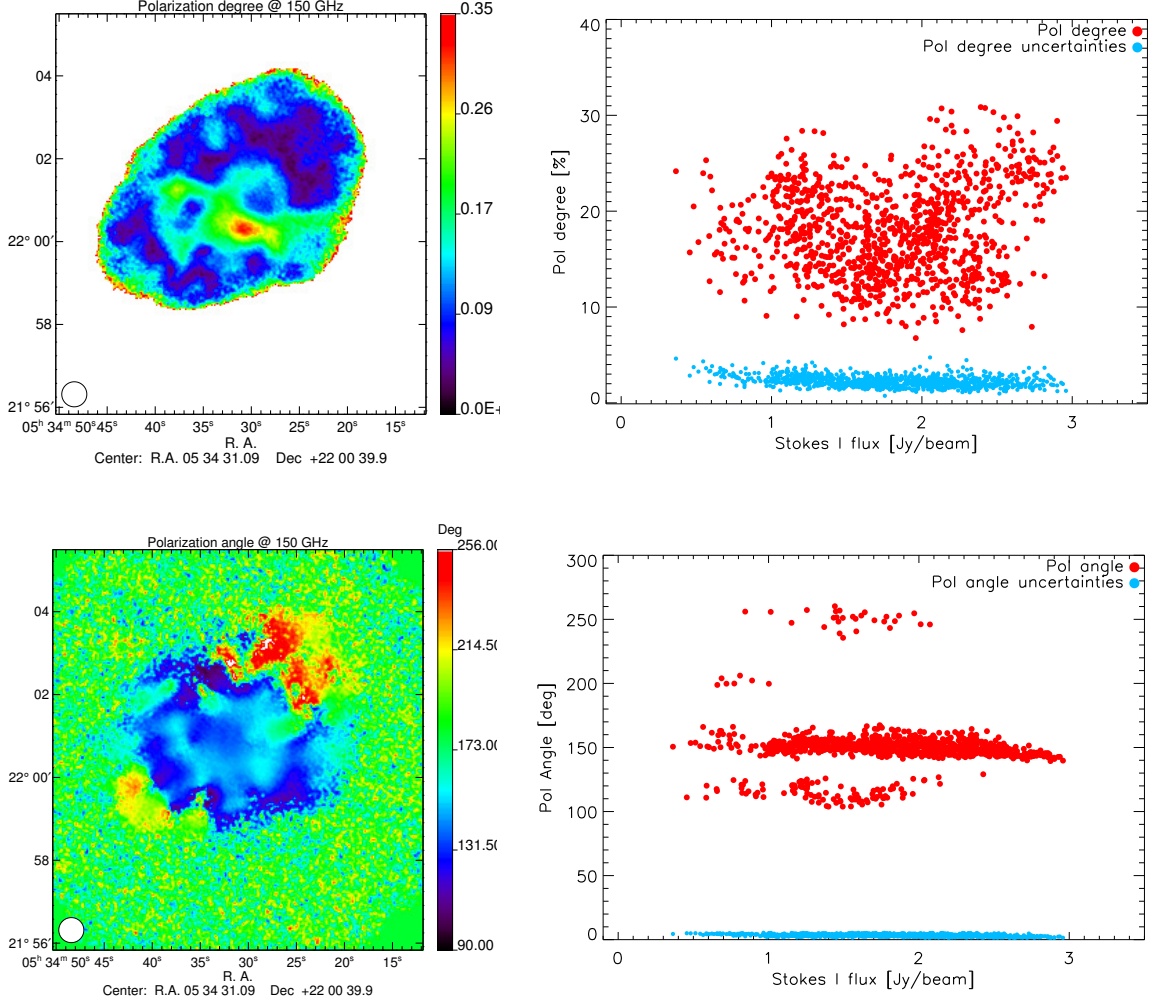 Polarization degree @ 150 GHz
0.35
0.26
0.17
0.09
0.0E+
04
02
22° 00′
58
21° 56′
05ʰ 34ᵐ 50ˢ 45ˢ 40ˢ 35ˢ 30ˢ 25ˢ 20ˢ 15ˢ
R. A.
Center: R.A. 05 34 31.09 Dec +22 00 39.9
Pol degree
Pol degree uncertainties
40
30
20
10
0
Pol degree [%]
0 1 2 3
Stokes I flux [Jy/beam]
Polarization angle @ 150 GHz
Deg
256.00
214.50
173.00
131.50
90.00
04
02
22° 00′
58
21° 56′
05ʰ 34ᵐ 50ˢ 45ˢ 40ˢ 35ˢ 30ˢ 25ˢ 20ˢ 15ˢ
R. A.
Center: R.A. 05 34 31.09 Dec +22 00 39.9
Pol angle
Pol angle uncertainties
300
250
200
150
100
50
0
Pol Angle [deg]
0 1 2 3
Stokes I flux [Jy/beam]